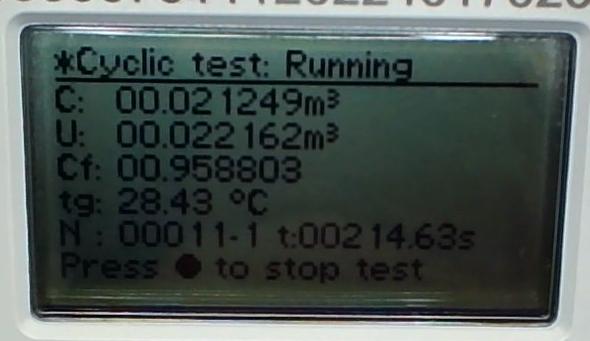 *Cyclic test: Running
C: 00.021249m³
U: 00.022162m³
Cf: 00.958803
tg: 28.43 °C
N : 00011-1 t:00214.63s
Press ● to stop test